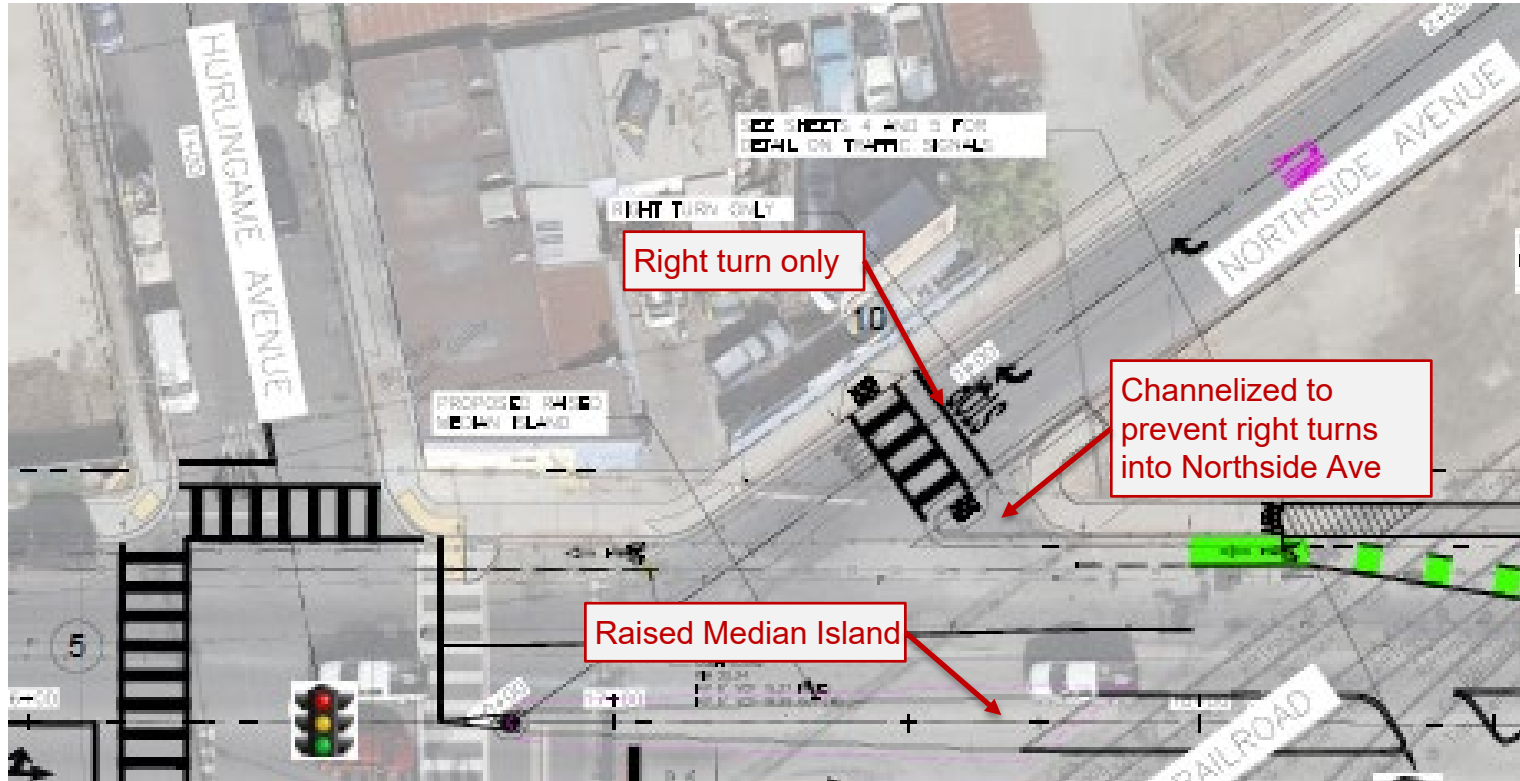 HURLINGAME AVENUE
SEE SHEETS 4 AND 5 FOR
DETAIL ON TRAFFIC SIGNALS
RIGHT TURN ONLY
Right turn only
NORTHSIDE AVENUE
10
Channelized to
prevent right turns
into Northside Ave
PROPOSED RAISED
MEDIAN ISLAND
Raised Median Island
5
RAILROAD